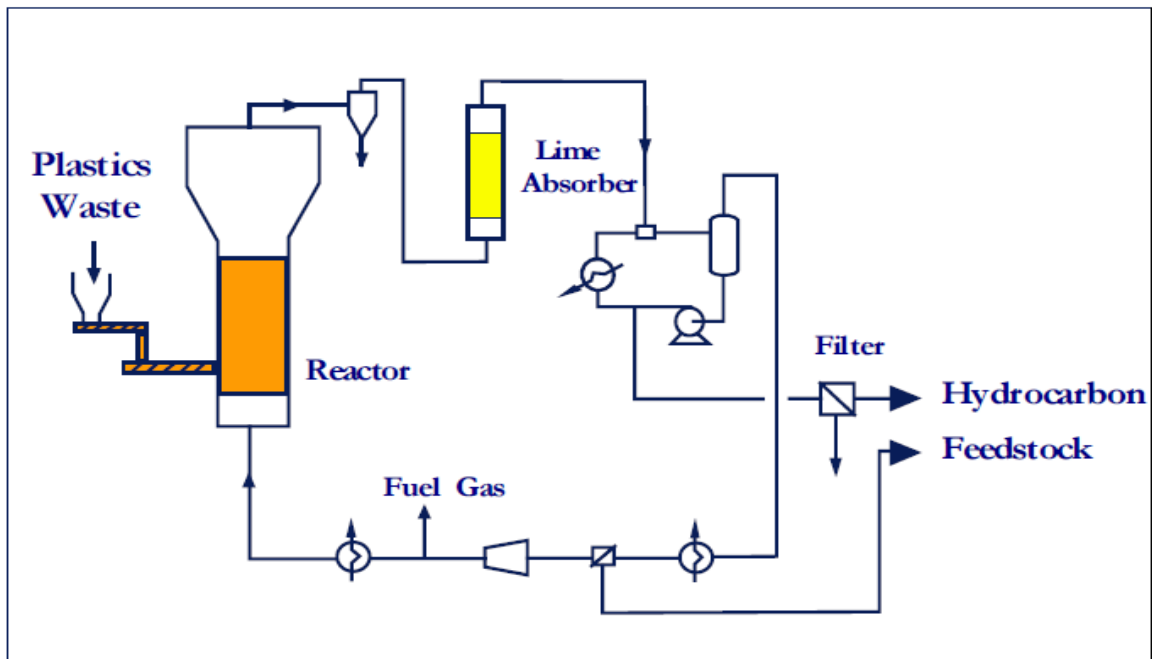 Plastics
Waste
Lime
Absorber
Reactor
Filter
Hydrocarbon
Feedstock
Fuel Gas